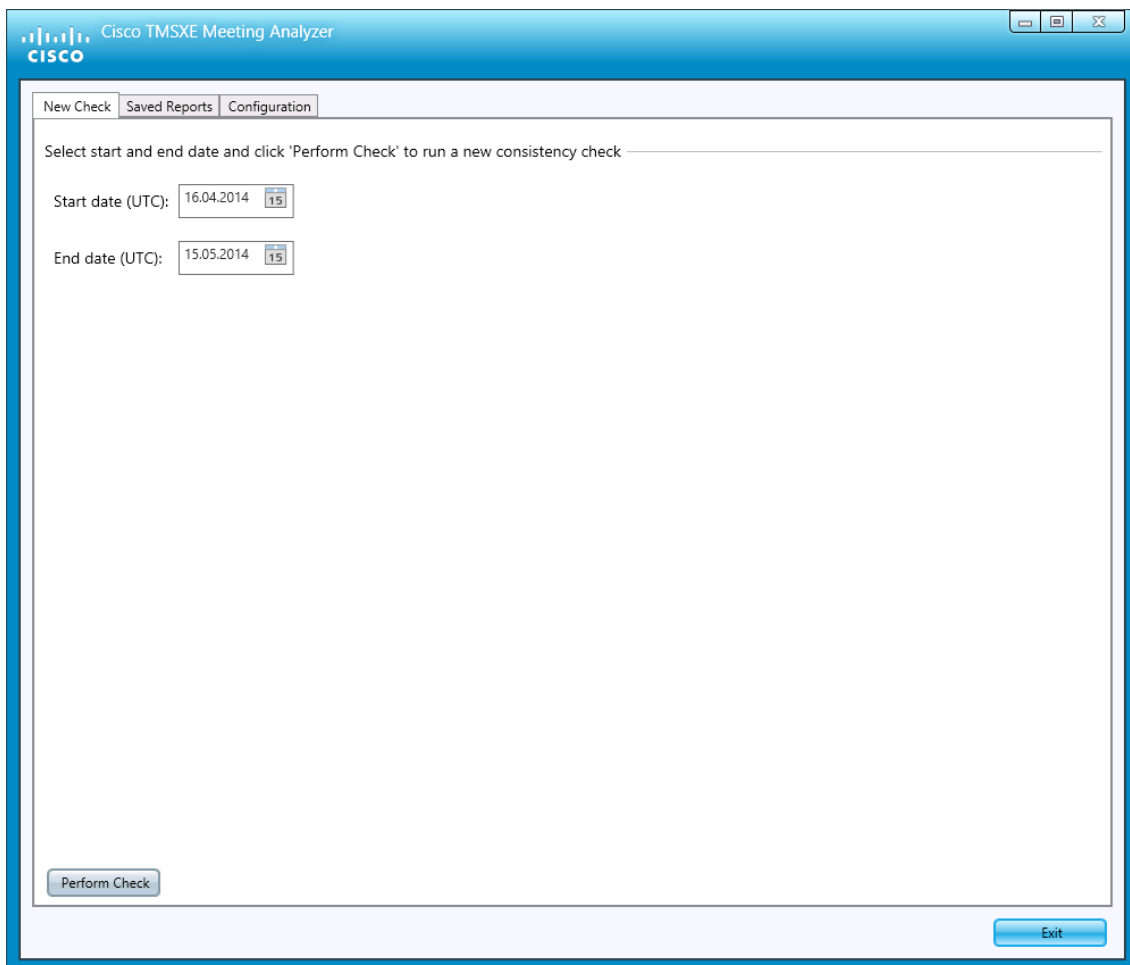 Cisco TMSXE Meeting Analyzer
CISCO
New Check Saved Reports Configuration
Select start and end date and click 'Perform Check' to run a new consistency check
Start date (UTC): 16.04.2014 15
End date (UTC): 15.05.2014 15
Perform Check
Exit